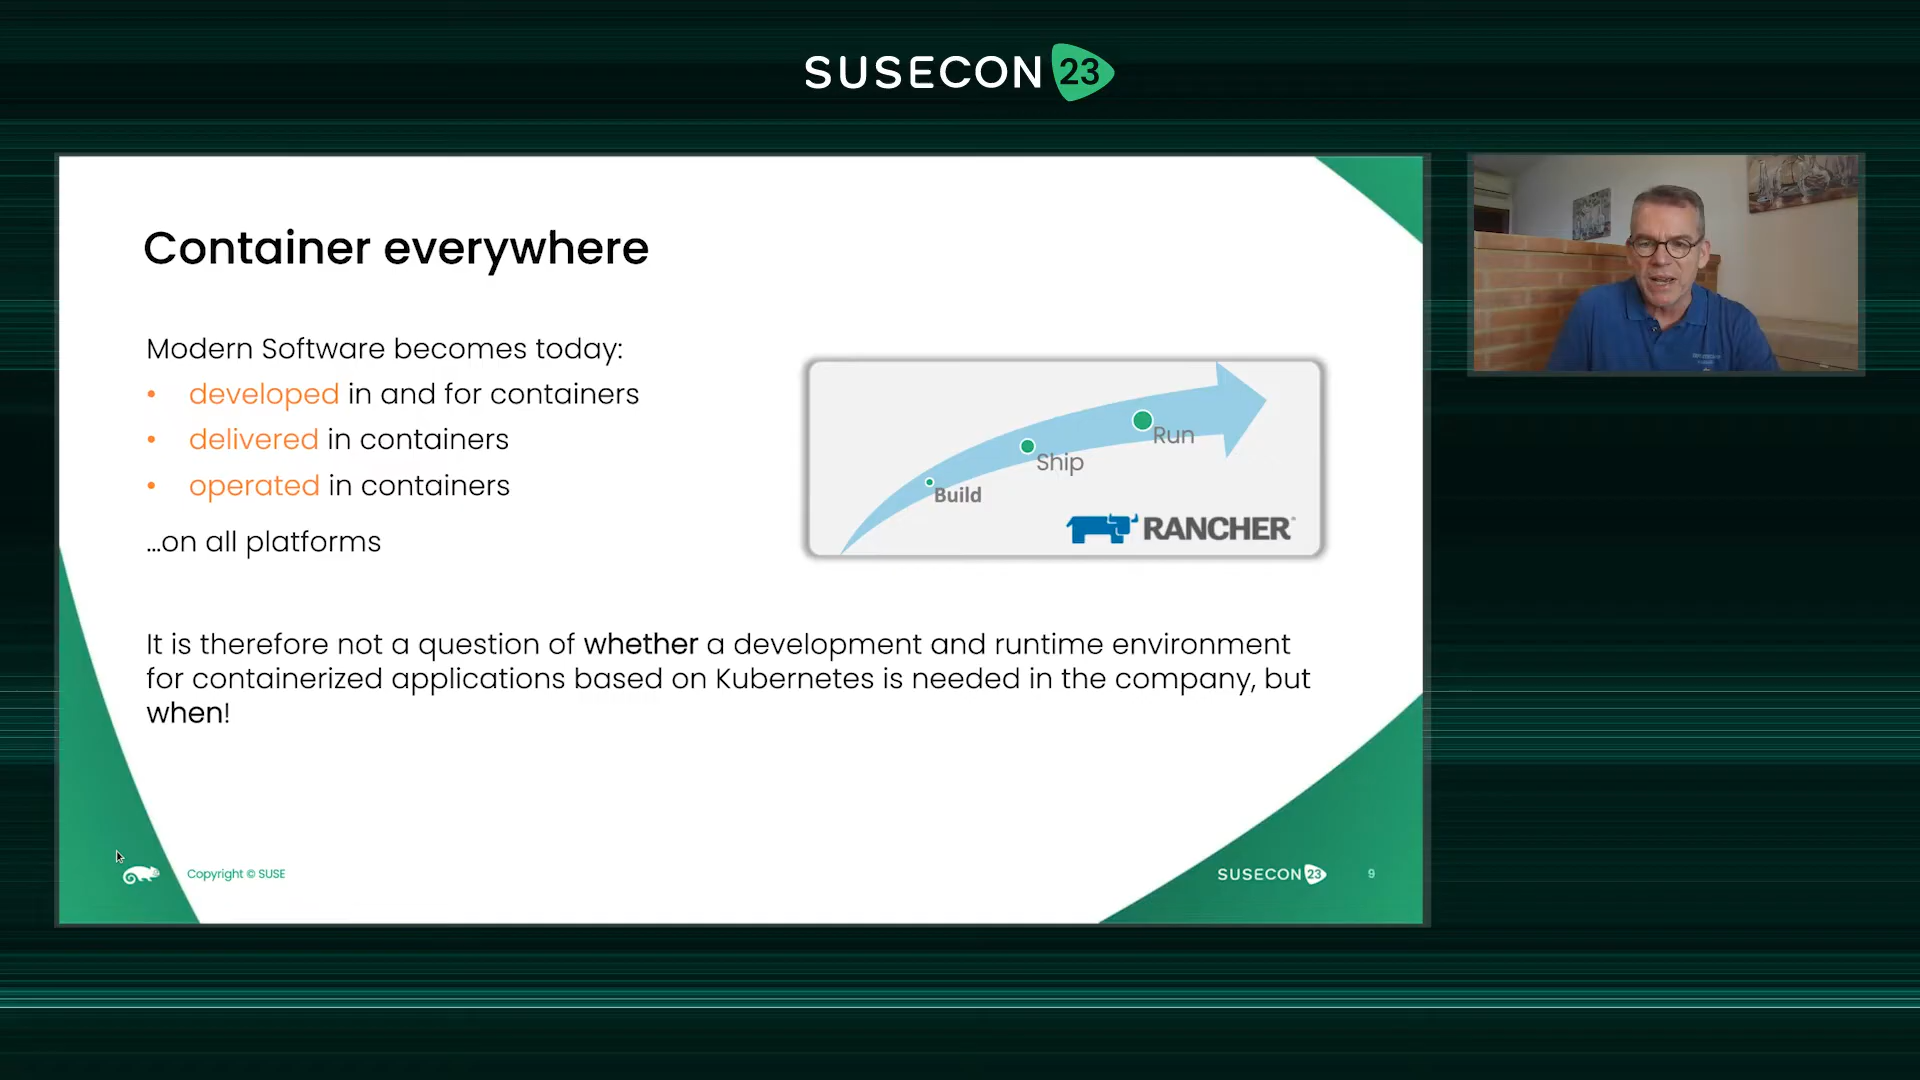 SUSECON 23
Container everywhere
Modern Software becomes today:
• developed in and for containers
• delivered in containers
• operated in containers
...on all platforms
Build
Ship
Run
RANCHER
It is therefore not a question of whether a development and runtime environment
for containerized applications based on Kubernetes is needed in the company, but
when!
Copyright © SUSE
SUSECON 23
9